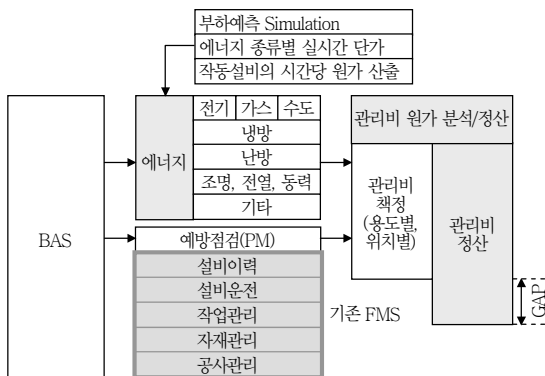 부하예측 Simulation
에너지 종류별 실시간 단가
작동설비의 시간당 원가 산출
BAS
에너지
전기 가스 수도
냉방
난방
조명, 전열, 동력
기타
예방점검(PM)
설비이력
설비운전
작업관리
자재관리
공사관리
기존 FMS
관리비 원가 분석/정산
관리비
책정
(용도별,
위치별)
관리비
정산
GAP